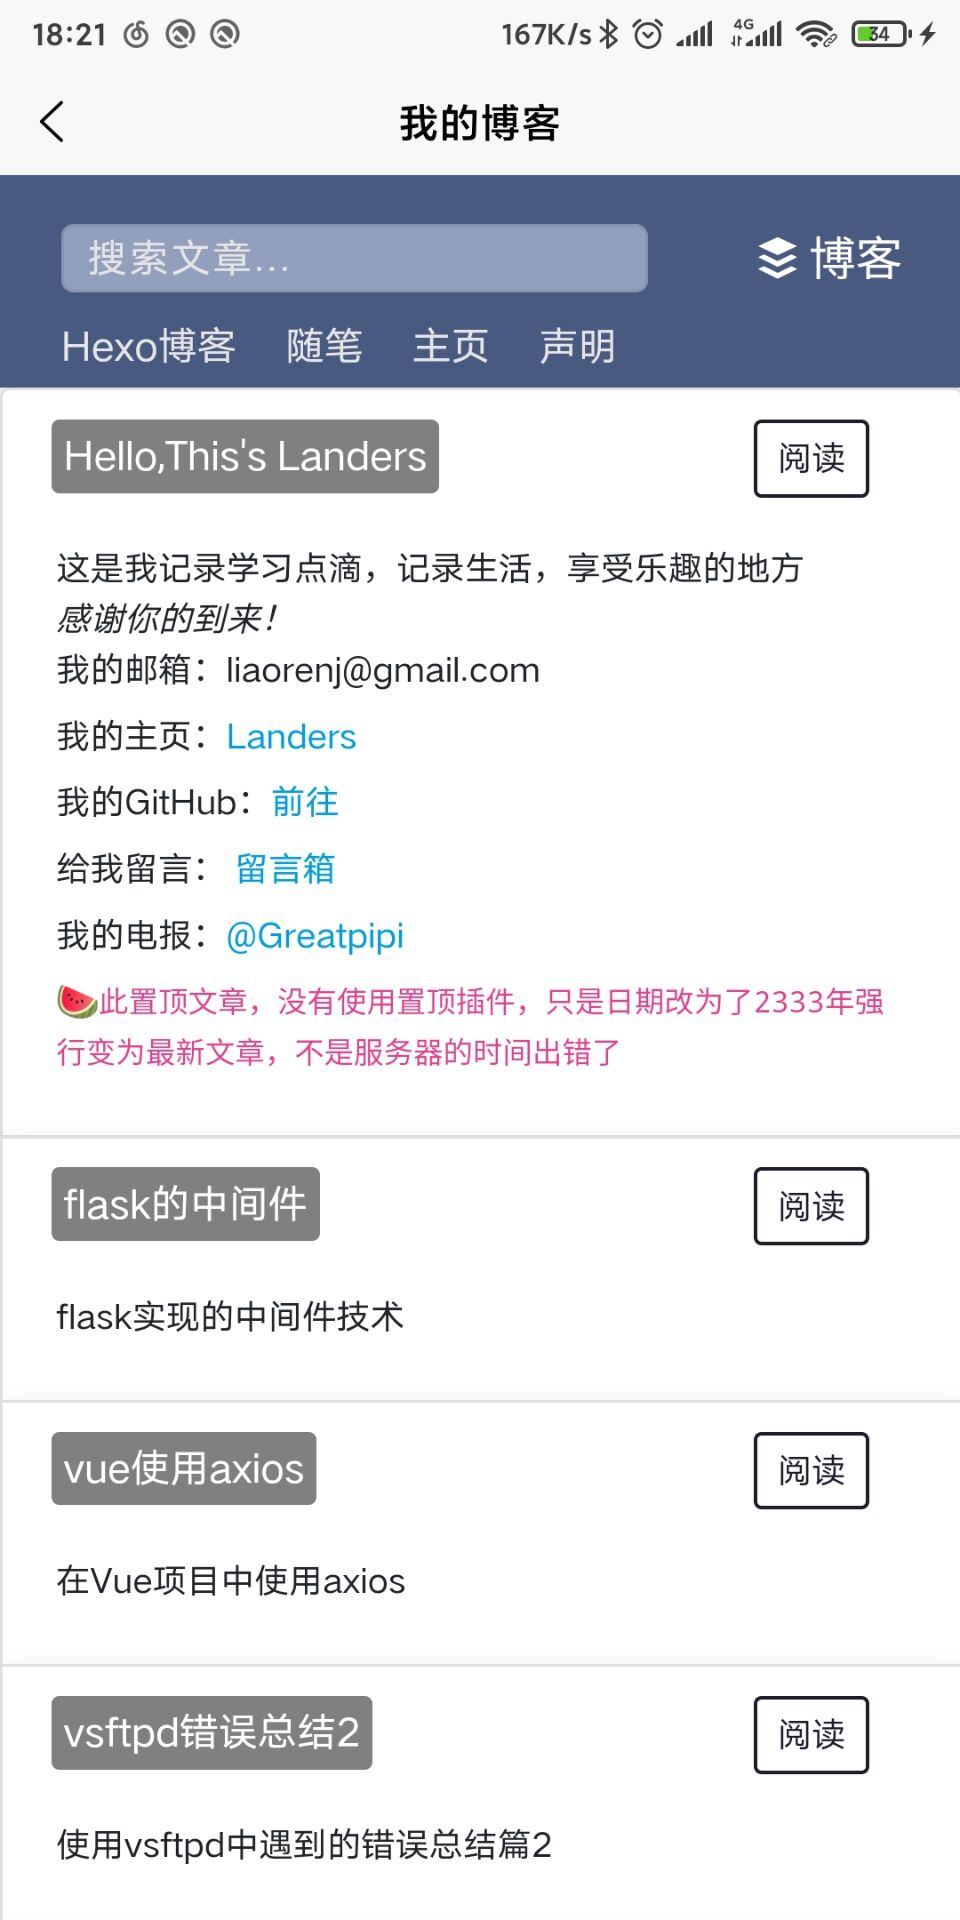 18:21 167K/s 4G 34
我的博客
搜索文章... 博客
Hexo博客 随笔 主页 声明
Hello,This's Landers 阅读
这是我记录学习点滴，记录生活，享受乐趣的地方
感谢你的到来！
我的邮箱：liaorenj@gmail.com
我的主页：Landers
我的GitHub：前往
给我留言： 留言箱
我的电报：@Greatpipi
🍉此置顶文章，没有使用置顶插件，只是日期改为了2333年强
行变为最新文章，不是服务器的时间出错了
flask的中间件 阅读
flask实现的中间件技术
vue使用axios 阅读
在Vue项目中使用axios
vsftpd错误总结2 阅读
使用vsftpd中遇到的错误总结篇2